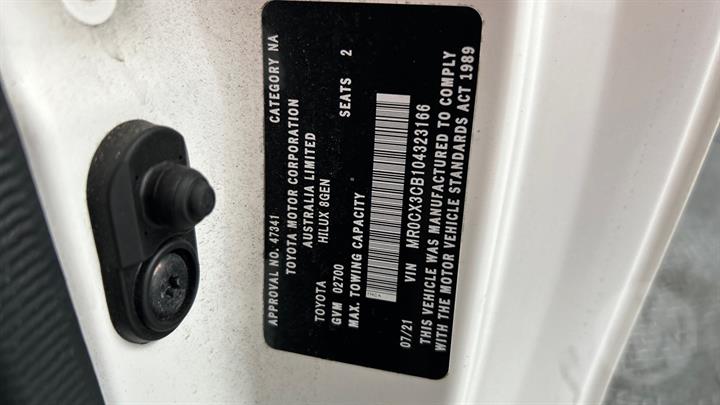 APPROVAL NO. 47341 CATEGORY NA
TOYOTA MOTOR CORPORATION
AUSTRALIA LIMITED
TOYOTA HILUX 8GEN
GVM 02700 SEATS 2
MAX. TOWING CAPACITY
07/21 VIN MR0CX3CB104323166
THIS VEHICLE WAS MANUFACTURED TO COMPLY
WITH THE MOTOR VEHICLE STANDARDS ACT 1989